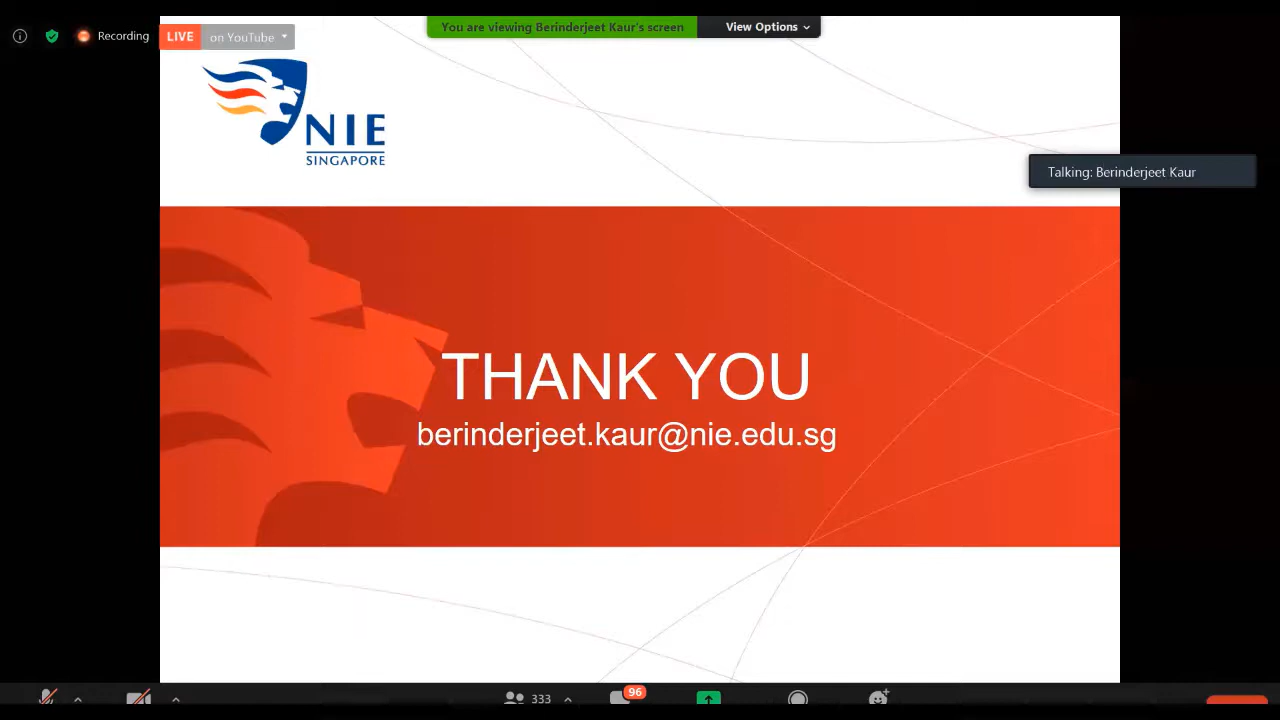 Recording
LIVE on YouTube
You are viewing Berinderjeet Kaur's screen
View Options
NIE
SINGAPORE
Talking: Berinderjeet Kaur
THANK YOU
berinderjeet.kaur@nie.edu.sg
333
96